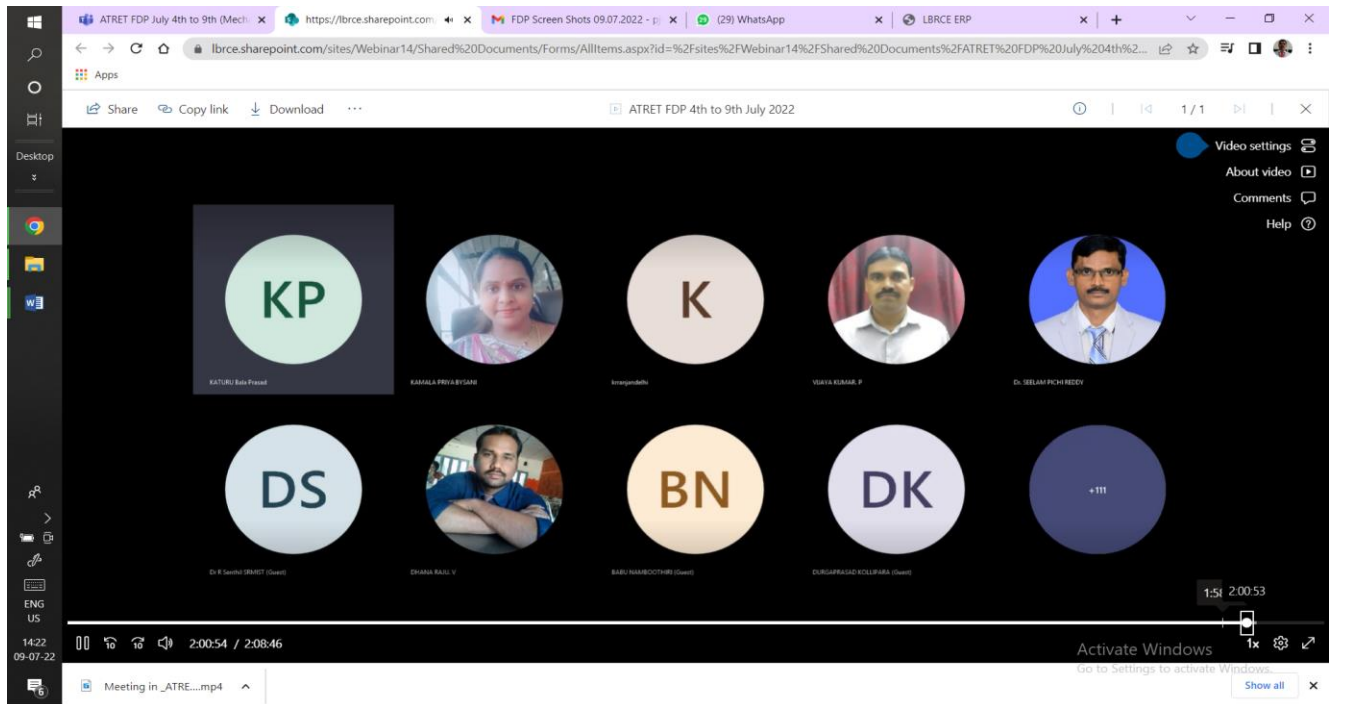 ATRET FDP July 4th to 9th (Mech
https://lbrce.sharepoint.com
FDP Screen Shots 09.07.2022 - p
(29) WhatsApp
LBRCE ERP
lbrce.sharepoint.com/sites/Webinar14/Shared%20Documents/Forms/AllItems.aspx?id=%2Fsites%2FWebinar14%2FShared%20Documents%2FATRET%20FDP%20July%204th%2...
Apps
Share Copy link Download ...
ATRET FDP 4th to 9th July 2022
1 / 1
Desktop
Video settings
About video
Comments
Help
KP
K
KATURU Bala Prasad
KAMALA PRIYA BYSANI
krranjandelhi
VIJAYA KUMAR. P
Dr. SEELAM PICHI REDDY
DS
BN
DK
+111
Dr R Senthil SRMIST (Guest)
DHANA RAJU. V
BABU NAMBOOTHIRI (Guest)
DURGAPRASAD KOLLIPARA (Guest)
1:58 2:00:53
10 10 2:00:54 / 2:08:46
1x
Activate Windows
Go to Settings to activate Windows.
ENG
US
14:22
09-07-22
6
Meeting in _ATRE....mp4
Show all